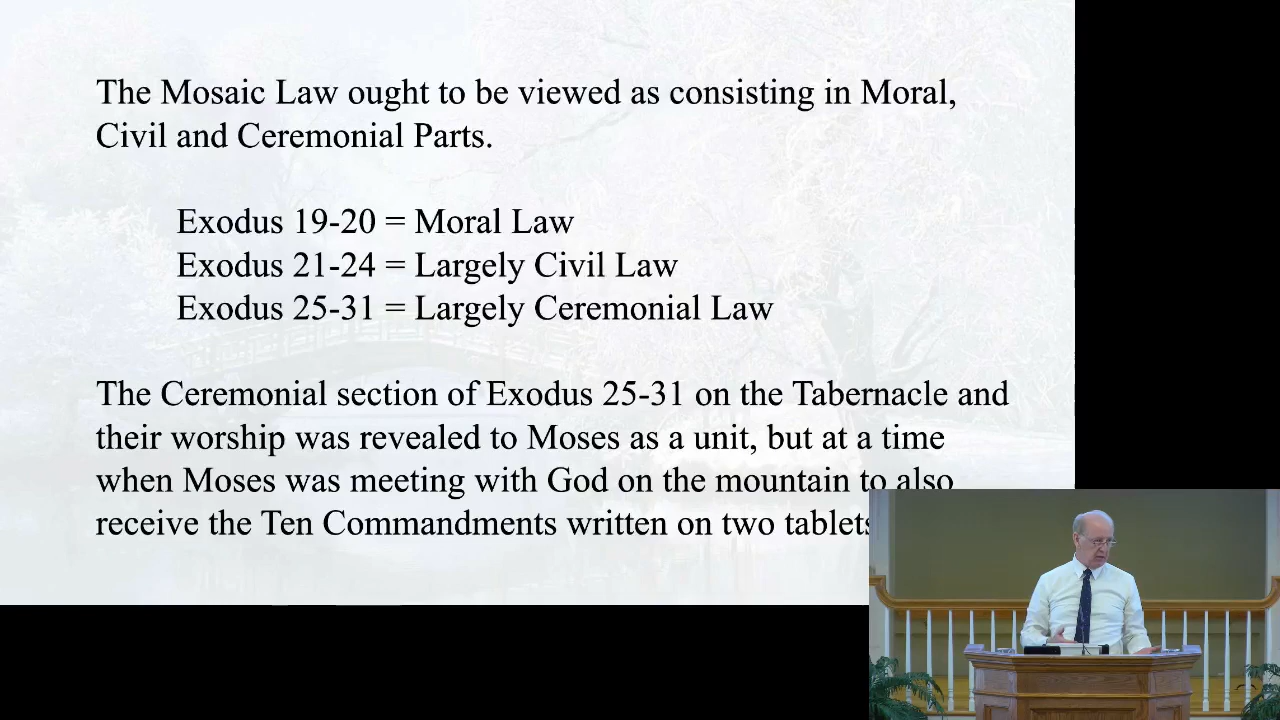 The Mosaic Law ought to be viewed as consisting in Moral,
Civil and Ceremonial Parts.
Exodus 19-20 = Moral Law
Exodus 21-24 = Largely Civil Law
Exodus 25-31 = Largely Ceremonial Law
The Ceremonial section of Exodus 25-31 on the Tabernacle and
their worship was revealed to Moses as a unit, but at a time
when Moses was meeting with God on the mountain to also
receive the Ten Commandments written on two tablets